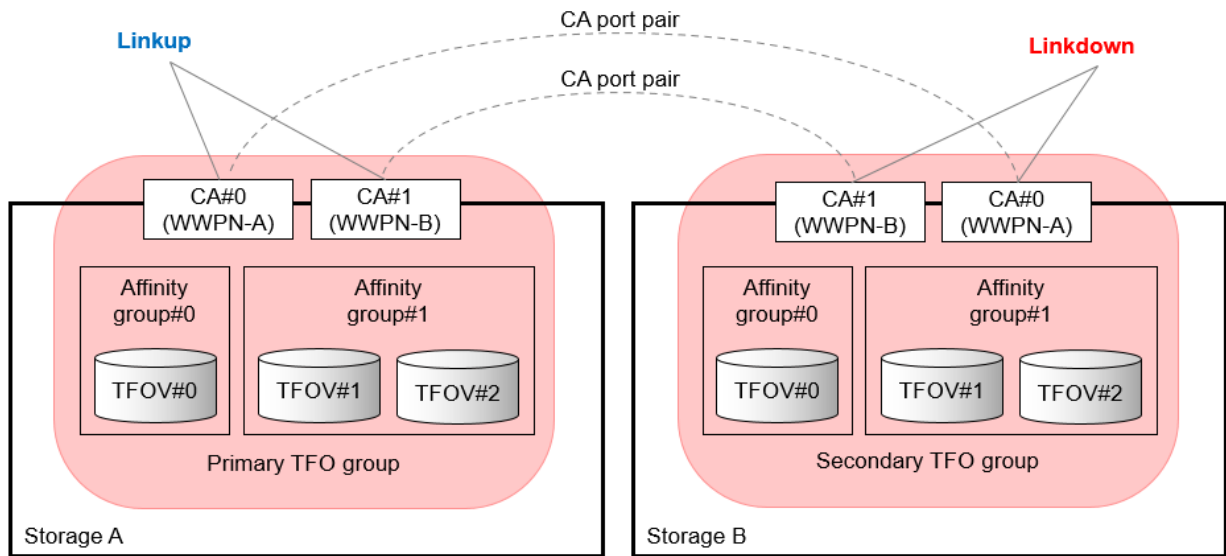 CA port pair
Linkup
Linkdown
CA port pair
CA#0
(WWPN-A)
CA#1
(WWPN-B)
CA#1
(WWPN-B)
CA#0
(WWPN-A)
Affinity
group#0
Affinity
group#1
Affinity
group#0
Affinity
group#1
TFOV#0
TFOV#1
TFOV#2
TFOV#0
TFOV#1
TFOV#2
Primary TFO group
Secondary TFO group
Storage A
Storage B